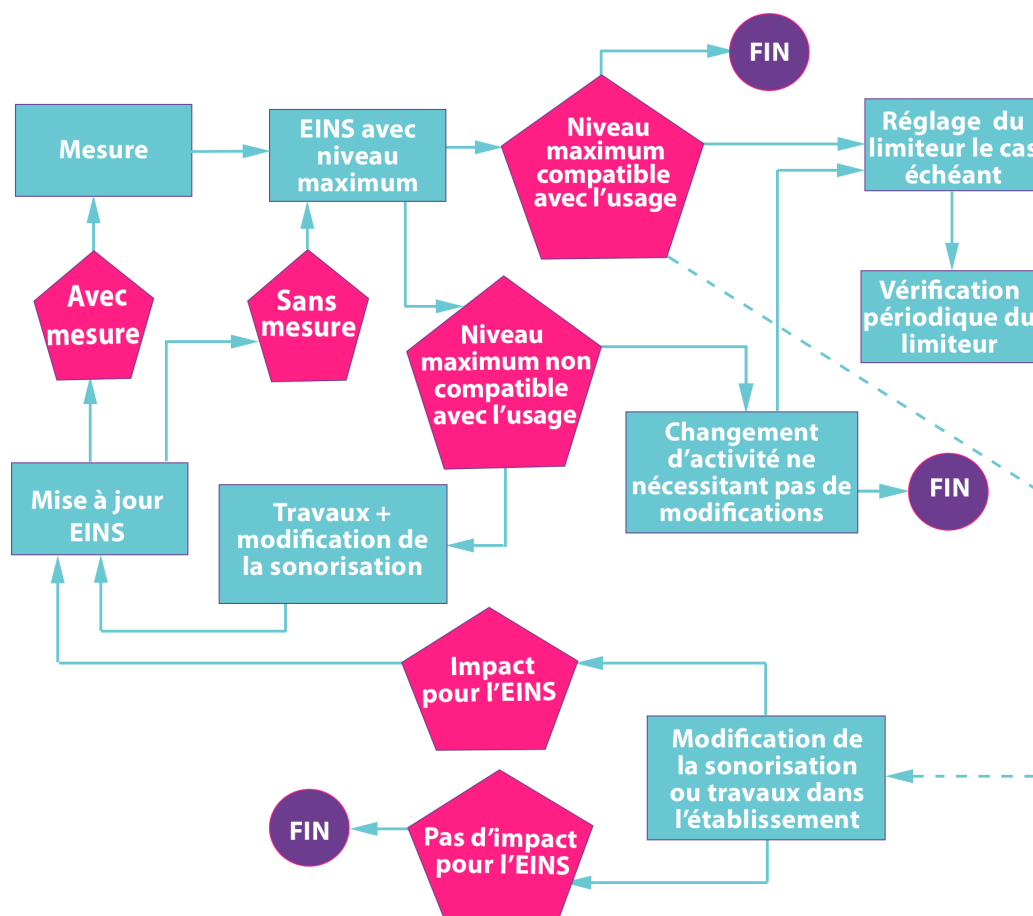 FIN
Mesure
EINS avec
niveau
maximum
Niveau
maximum
compatible
avec l’usage
Réglage du
limiteur le cas
échéant
Avec
mesure
Sans
mesure
Vérification
périodique du
limiteur
Niveau
maximum non
compatible
avec l’usage
Changement
d’activité ne
nécessitant pas de
modifications
FIN
Mise à jour
EINS
Travaux +
modification de
la sonorisation
Impact
pour l’EINS
Modification de
la sonorisation
ou travaux dans
l’établissement
FIN
Pas d’impact
pour l’EINS